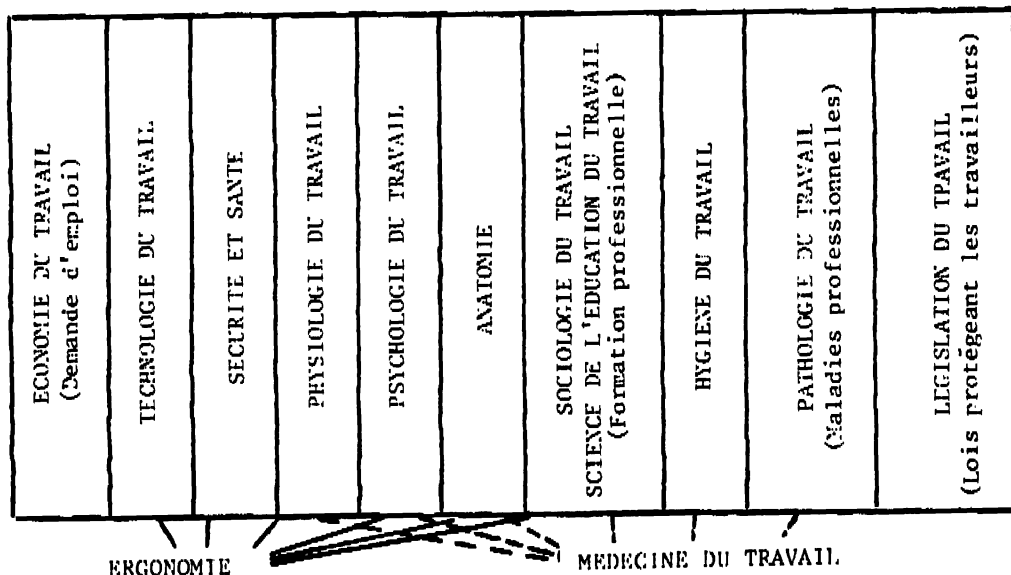 ECONOMIE DU TRAVAIL
(Demande d'emploi)
TECHNOLOGIE DU TRAVAIL
SECURITE ET SANTE
PHYSIOLOGIE DU TRAVAIL
PSYCHOLOGIE DU TRAVAIL
ANATOMIE
SOCIOLOGIE DU TRAVAIL
SCIENCE DE L'EDUCATION DU TRAVAIL
(Formation professionnelle)
HYGIENE DU TRAVAIL
PATHOLOGIE DU TRAVAIL
(Maladies professionnelles)
LEGISLATION DU TRAVAIL
(Lois protégeant les travailleurs)
ERGONOMIE
MEDECINE DU TRAVAIL